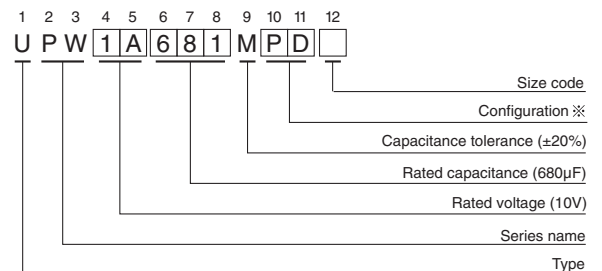 1 2 3 4 5 6 7 8 9 10 11 12
U P W 1 A 6 8 1 M P D
Size code
Configuration ※
Capacitance tolerance (±20%)
Rated capacitance (680µF)
Rated voltage (10V)
Series name
Type